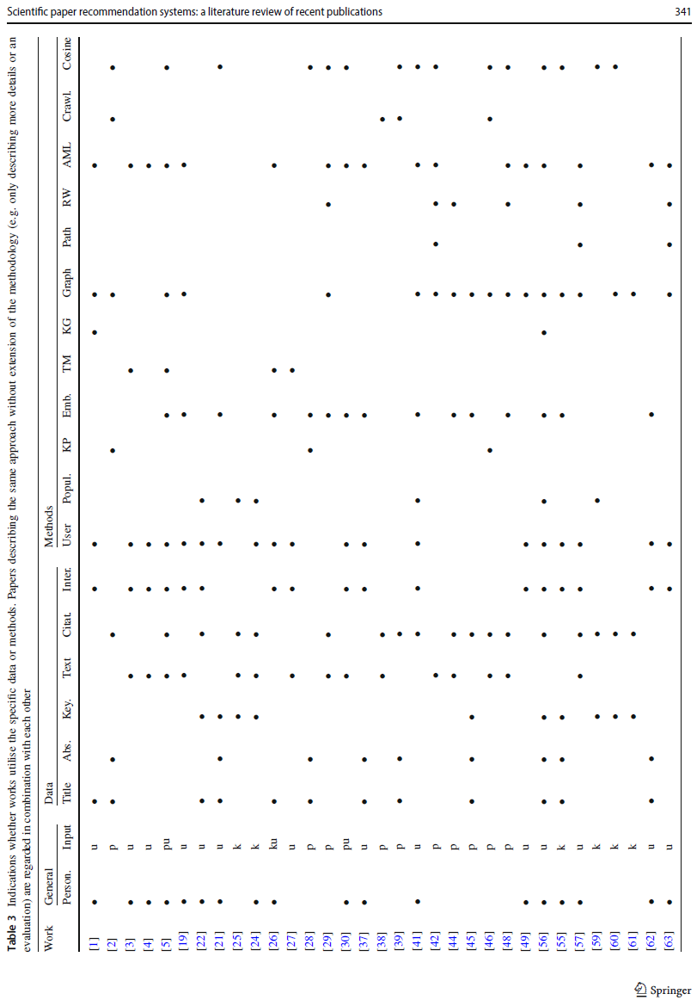 Scientific paper recommendation systems: a literature review of recent publications 341
Table 3 Indications whether works utilise the specific data or methods. Papers describing the same approach without extension of the methodology (e.g. only describing more details or an
evaluation) are regarded in combination with each other
Work General Data Methods
Person. Input Title Abs. Key. Text Citat. Inter. User Popul. KP Emb. TM KG Graph Path RW AML Crawl. Cosine
[1] • u • • • • • •
[2] p • • • • • • •
[3] • u • • • • •
[4] • u • • • •
[5] • pu • • • • • • • • •
[19] • u • • • • • •
[22] • u • • • • • •
[21] • u • • • • • •
[25] k • • • •
[24] • k • • • • •
[26] • ku • • • • • •
[27] u • • • •
[28] p • • • • •
[29] p • • • • • • •
[30] • pu • • • • • •
[37] • u • • • • • •
[38] p • • •
[39] p • • • • •
[41] • u • • • • • • • •
[42] p • • • • • •
[44] p • • • • •
[45] p • • • • • •
[46] p • • • • • •
[48] p • • • • • • •
[49] • u • • • •
[56] • u • • • • • • • • • • • •
[55] • k • • • • • • • •
[57] • u • • • • • • • •
[59] k • • • •
[60] k • • • •
[61] k • • •
[62] • u • • • • • •
[63] • u • • • • • •
Springer